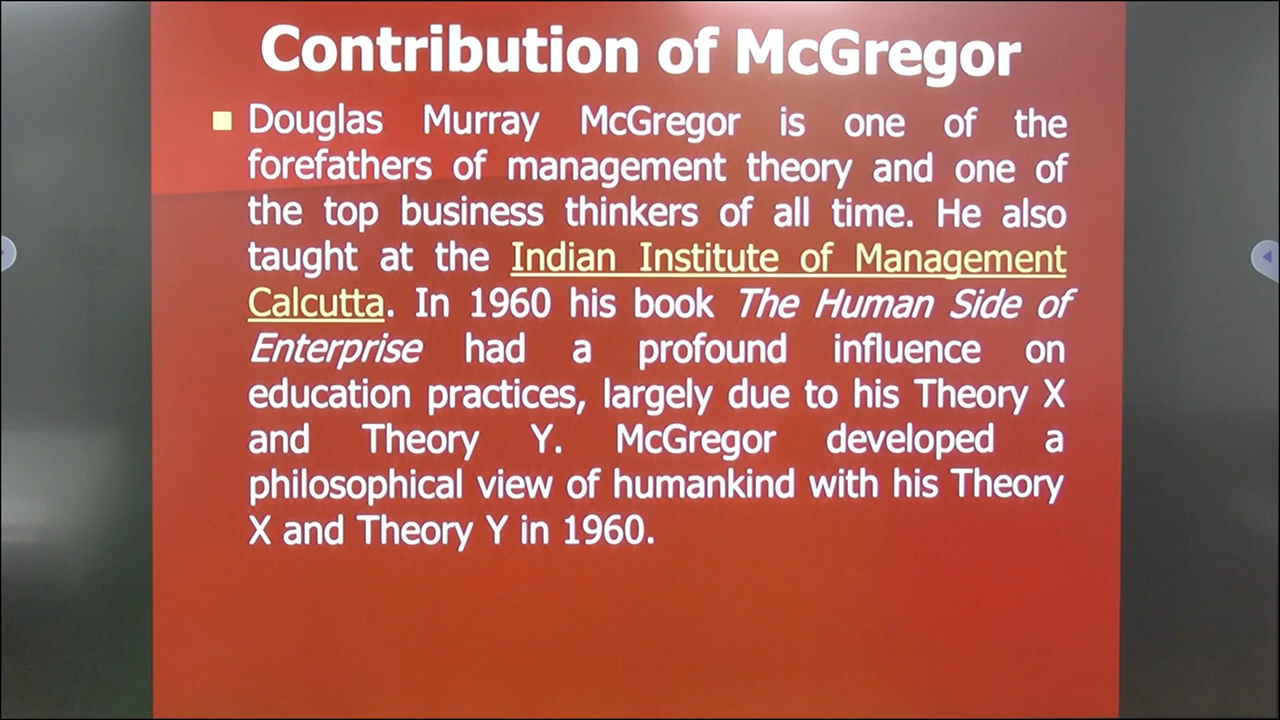 Contribution of McGregor
Douglas Murray McGregor is one of the
forefathers of management theory and one of
the top business thinkers of all time. He also
taught at the Indian Institute of Management
Calcutta. In 1960 his book The Human Side of
Enterprise had a profound influence on
education practices, largely due to his Theory X
and Theory Y. McGregor developed a
philosophical view of humankind with his Theory
X and Theory Y in 1960.